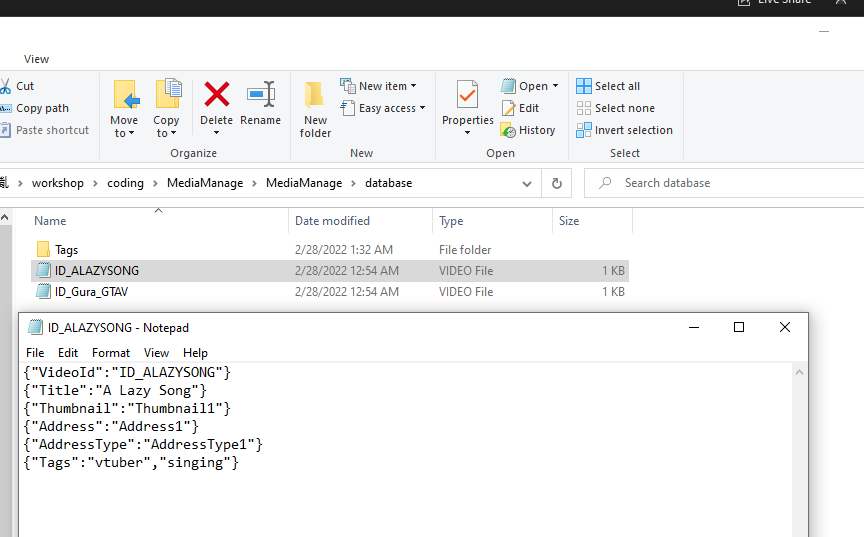 Live Share
View
Cut
Copy path
Paste shortcut
Move to
Copy to
Delete
Rename
Organize
New folder
New item
Easy access
New
Properties
Open
Edit
History
Open
Select all
Select none
Invert selection
Select
workshop > coding > MediaManage > MediaManage > database
Search database
Name Date modified Type Size
Tags 2/28/2022 1:32 AM File folder
ID_ALAZYSONG 2/28/2022 12:54 AM VIDEO File 1 KB
ID_Gura_GTAV 2/28/2022 12:54 AM VIDEO File 1 KB
ID_ALAZYSONG - Notepad
File Edit Format View Help
{"VideoId":"ID_ALAZYSONG"}
{"Title":"A Lazy Song"}
{"Thumbnail":"Thumbnail1"}
{"Address":"Address1"}
{"AddressType":"AddressType1"}
{"Tags":"vtuber","singing"}